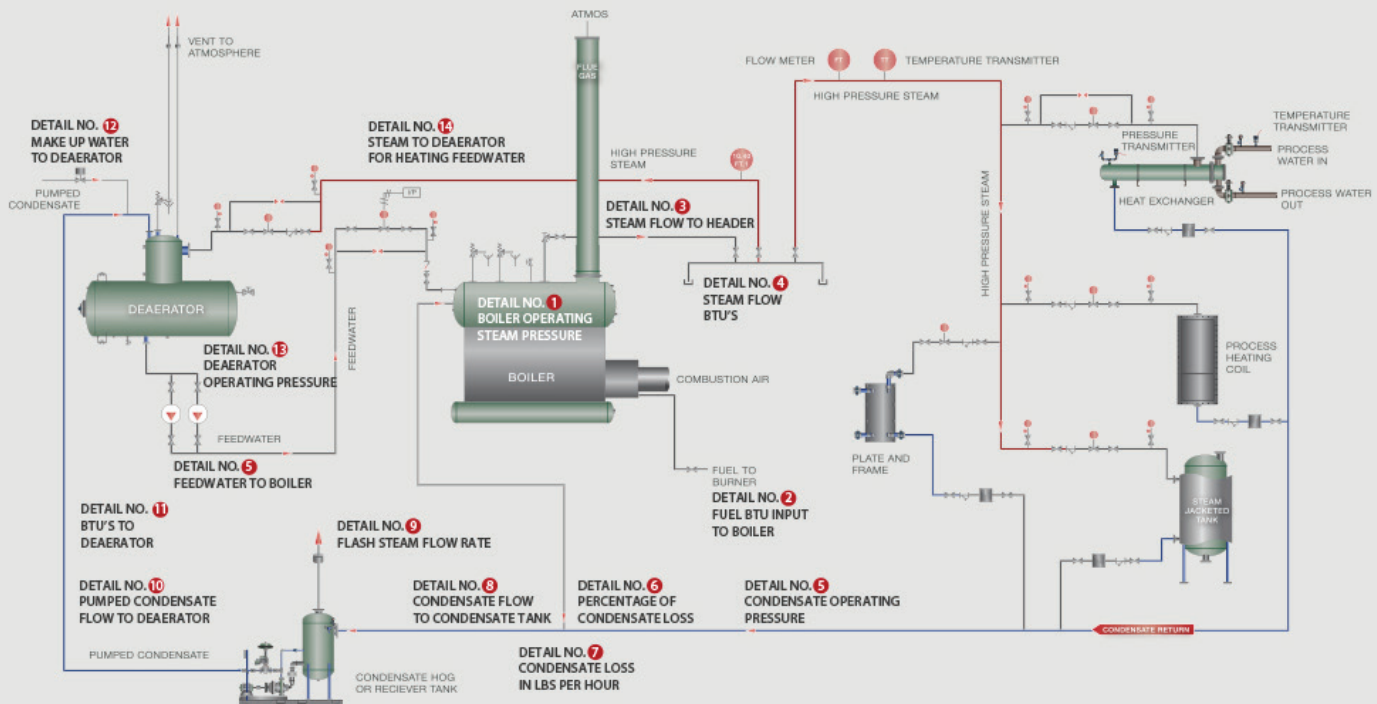 ATMOS
VENT TO
ATMOSPHERE
FLUE
GAS
FLOW METER
FT
TT
TEMPERATURE TRANSMITTER
HIGH PRESSURE STEAM
DETAIL NO. 12
MAKE UP WATER
TO DEAERATOR
DETAIL NO. 14
STEAM TO DEAERATOR
FOR HEATING FEEDWATER
HIGH PRESSURE
STEAM
PRESSURE
TRANSMITTER
TEMPERATURE
TRANSMITTER
PROCESS
WATER IN
PROCESS WATER
OUT
HEAT EXCHANGER
PUMPED
CONDENSATE
I/P
DETAIL NO. 3
STEAM FLOW TO HEADER
HIGH PRESSURE STEAM
DEAERATOR
DETAIL NO. 1
BOILER OPERATING
STEAM PRESSURE
DETAIL NO. 4
STEAM FLOW
BTU'S
FEEDWATER
DETAIL NO. 13
DEAERATOR
OPERATING PRESSURE
BOILER
COMBUSTION AIR
PROCESS
HEATING
COIL
FEEDWATER
DETAIL NO. 5
FEEDWATER TO BOILER
PLATE AND
FRAME
FUEL TO
BURNER
DETAIL NO. 2
FUEL BTU INPUT
TO BOILER
STEAM
JACKETED
TANK
DETAIL NO. 11
BTU'S TO
DEAERATOR
DETAIL NO. 9
FLASH STEAM FLOW RATE
DETAIL NO. 10
PUMPED CONDENSATE
FLOW TO DEAERATOR
DETAIL NO. 8
CONDENSATE FLOW
TO CONDENSATE TANK
DETAIL NO. 6
PERCENTAGE OF
CONDENSATE LOSS
DETAIL NO. 5
CONDENSATE OPERATING
PRESSURE
CONDENSATE RETURN
PUMPED CONDENSATE
DETAIL NO. 7
CONDENSATE LOSS
IN LBS PER HOUR
CONDENSATE HOG
OR RECIEVER TANK